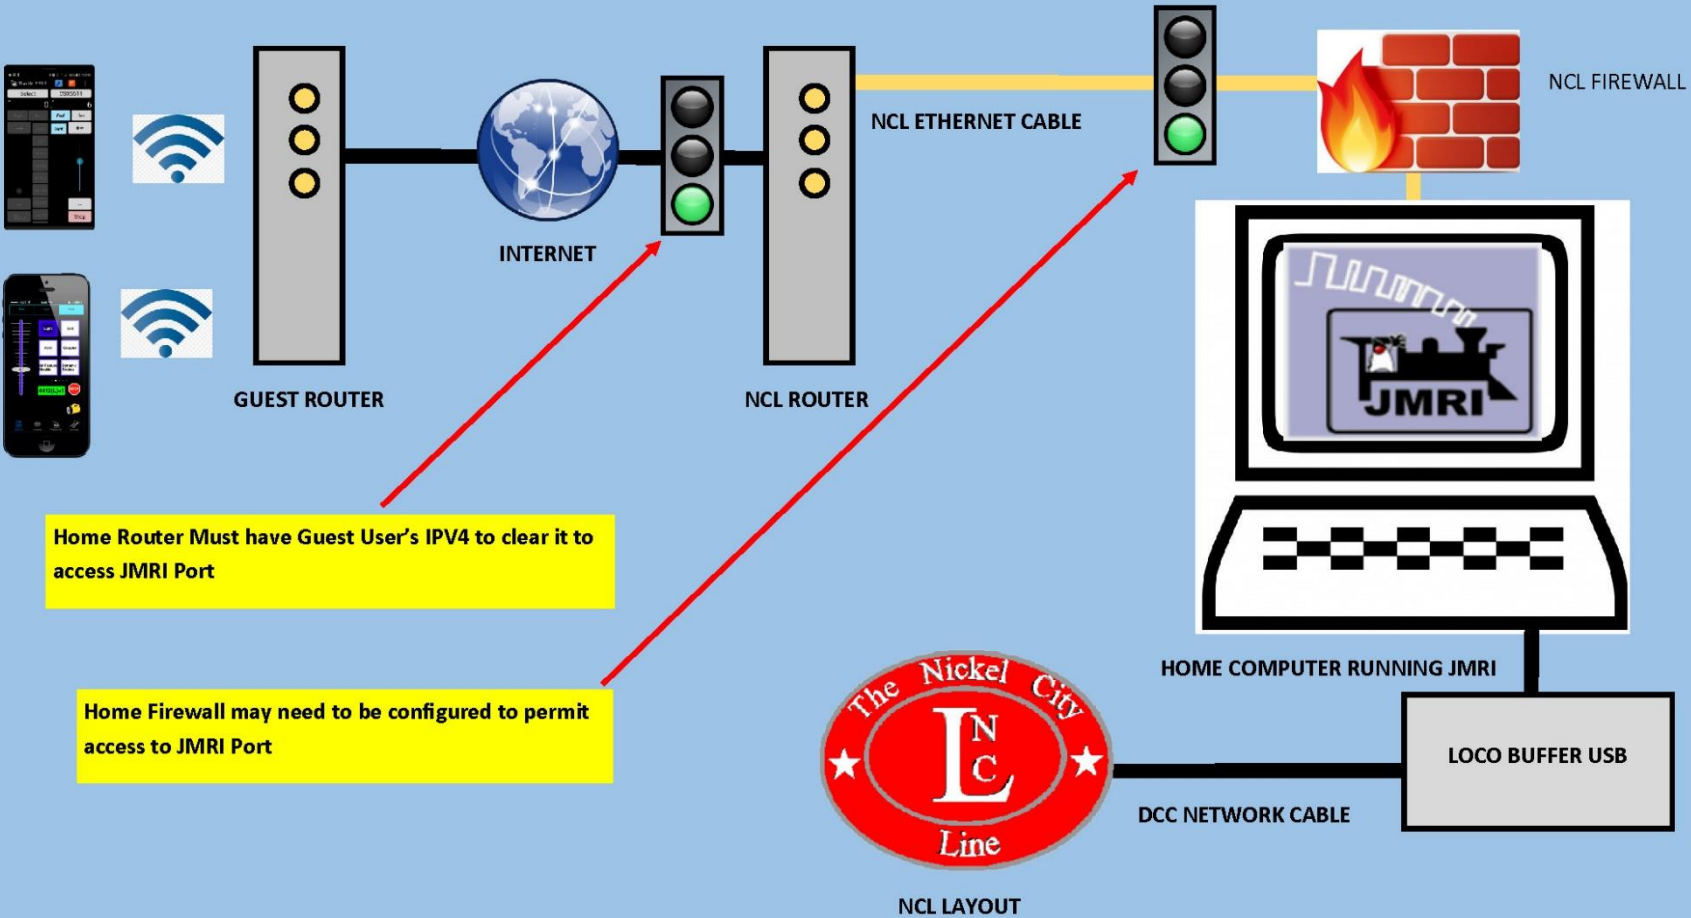 NCL FIREWALL
NCL ETHERNET CABLE
INTERNET
GUEST ROUTER
NCL ROUTER
JMRI
Home Router Must have Guest User's IPV4 to clear it to
access JMRI Port
HOME COMPUTER RUNNING JMRI
The Nickel City
L N C
Line
Home Firewall may need to be configured to permit
access to JMRI Port
LOCO BUFFER USB
DCC NETWORK CABLE
NCL LAYOUT
Stop